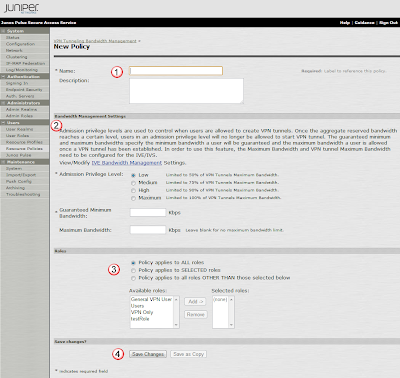 JUNIPER
NETWORKS
Junos Pulse Secure Access Service
Help | Guidance | Sign Out
System
Status
Configuration
Network
Clustering
IF-MAP Federation
Log/Monitoring
Authentication
Signing In
Endpoint Security
Auth. Servers
Administrators
Admin Realms
Admin Roles
Users
User Realms
User Roles
Resource Profiles
Resource Policies
Junos Pulse
Maintenance
System
Import/Export
Push Config
Archiving
Troubleshooting
VPN Tunneling Bandwidth Management >
New Policy
1
* Name:
Required: Label to reference this policy.
Description:
Bandwidth Management Settings
2
Admission privilege levels are used to control when users are allowed to create VPN tunnels. Once the aggregate reserved bandwidth
reaches a certain level, users in an admission privilege level will no longer be allowed to start VPN. The guaranteed minimum
and maximum bandwidths specify the minimum bandwidth a user will be guaranteed and the maximum bandwidth a user is allowed
once a VPN tunnel has been established. In order to use this feature, the Maximum Bandwidth and VPN tunnel Maximum Bandwidth
need to be configured for the IVE/IVS.
View/Modify IVE Bandwidth Management Settings.
* Admission Privilege Level:
Low Limited to 50% of VPN Tunnels Maximum Bandwidth.
Medium Limited to 75% of VPN Tunnels Maximum Bandwidth.
High Limited to 90% of VPN Tunnels Maximum Bandwidth.
Maximum Limited to 100% of VPN Tunnels Maximum Bandwidth.
* Guaranteed Minimum
Bandwidth:
Kbps
Maximum Bandwidth:
Kbps Leave blank for no maximum bandwidth limit.
Roles
3
Policy applies to ALL roles
Policy applies to SELECTED roles
Policy applies to all roles OTHER THAN those selected below
Available roles:
Selected roles:
General VPN User
Users
VPN Only
testRole
Add ->
Remove
(none)
Save changes?
4
Save Changes
Save as Copy
* indicates required field